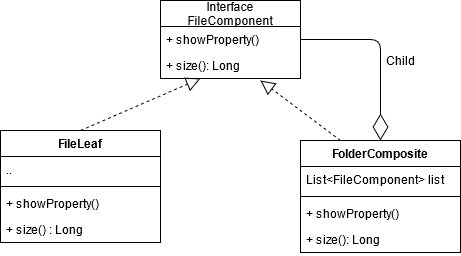 Interface
FileComponent
+ showProperty()
+ size(): Long
Child
FileLeaf
..
+ showProperty()
+ size() : Long
FolderComposite
List<FileComponent> list
+ showProperty()
+ size(): Long